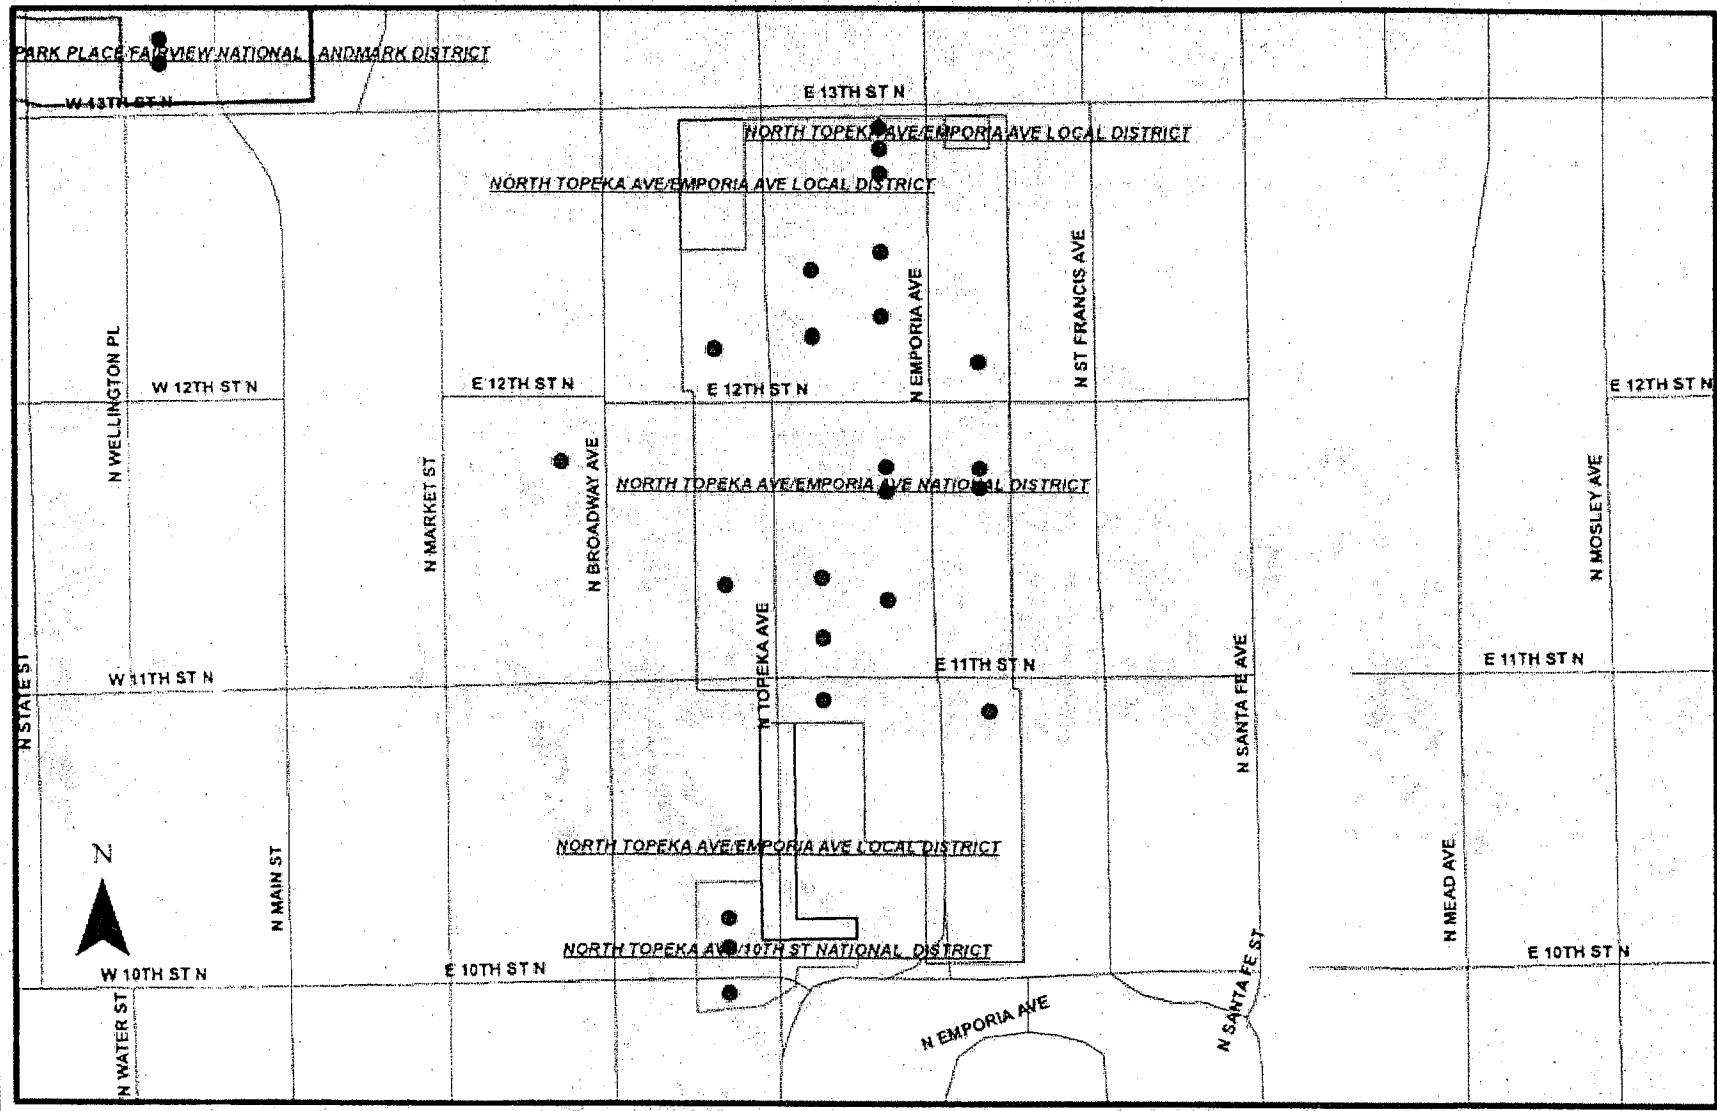 PARK PLACE/FAIRVIEW NATIONAL LANDMARK DISTRICT
W 13TH ST N
E 13TH ST N
NORTH TOPEKA AVE/EMPORIA AVE LOCAL DISTRICT
NORTH TOPEKA AVE/EMPORIA AVE LOCAL DISTRICT
N EMPORIA AVE
N ST FRANCIS AVE
N WELLINGTON PL
W 12TH ST N
E 12TH ST N
E 12TH ST N
E 12TH ST N
N MARKET ST
N BROADWAY AVE
NORTH TOPEKA AVE/EMPORIA AVE NATIONAL DISTRICT
N MOSLEY AVE
N STATE ST
W 11TH ST N
N TOPEKA AVE
E 11TH ST N
N SANTA FE AVE
E 11TH ST N
N
N MAIN ST
NORTH TOPEKA AVE/EMPORIA AVE LOCAL DISTRICT
N MEAD AVE
W 10TH ST N
E 10TH ST N
NORTH TOPEKA AVE/10TH ST NATIONAL DISTRICT
N SANTA FE ST
E 10TH ST N
N WATER ST
N EMPORIA AVE